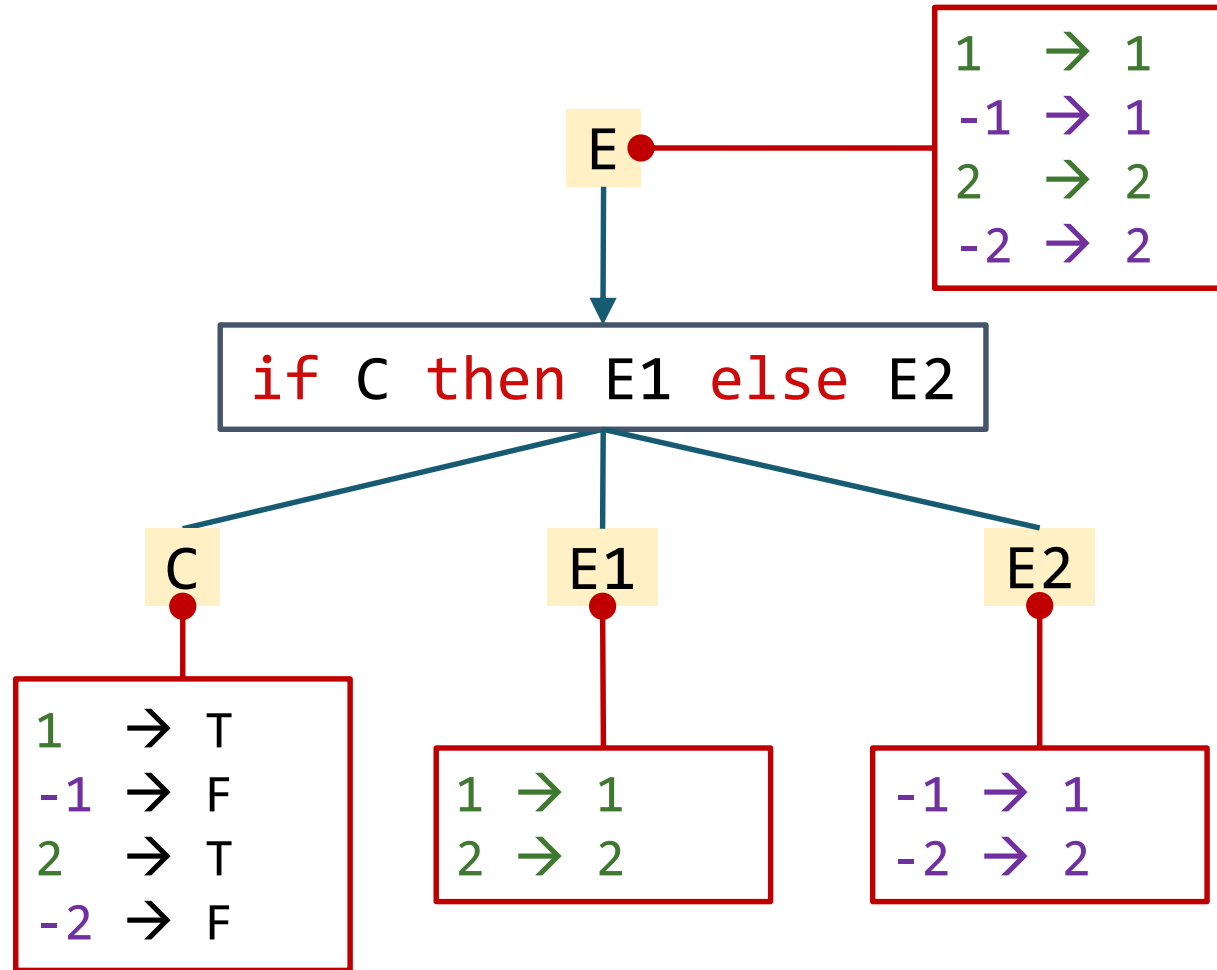 1 → 1
-1 → 1
E
2 → 2
-2 → 2
if C then E1 else E2
C
E1
E2
1 → T
-1 → F
2 → T
-2 → F
1 → 1
2 → 2
-1 → 1
-2 → 2